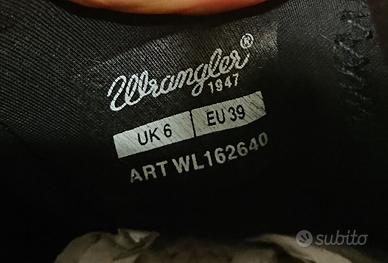 Wrangler®
1947
UK 6 EU 39
ART WL162640
subito